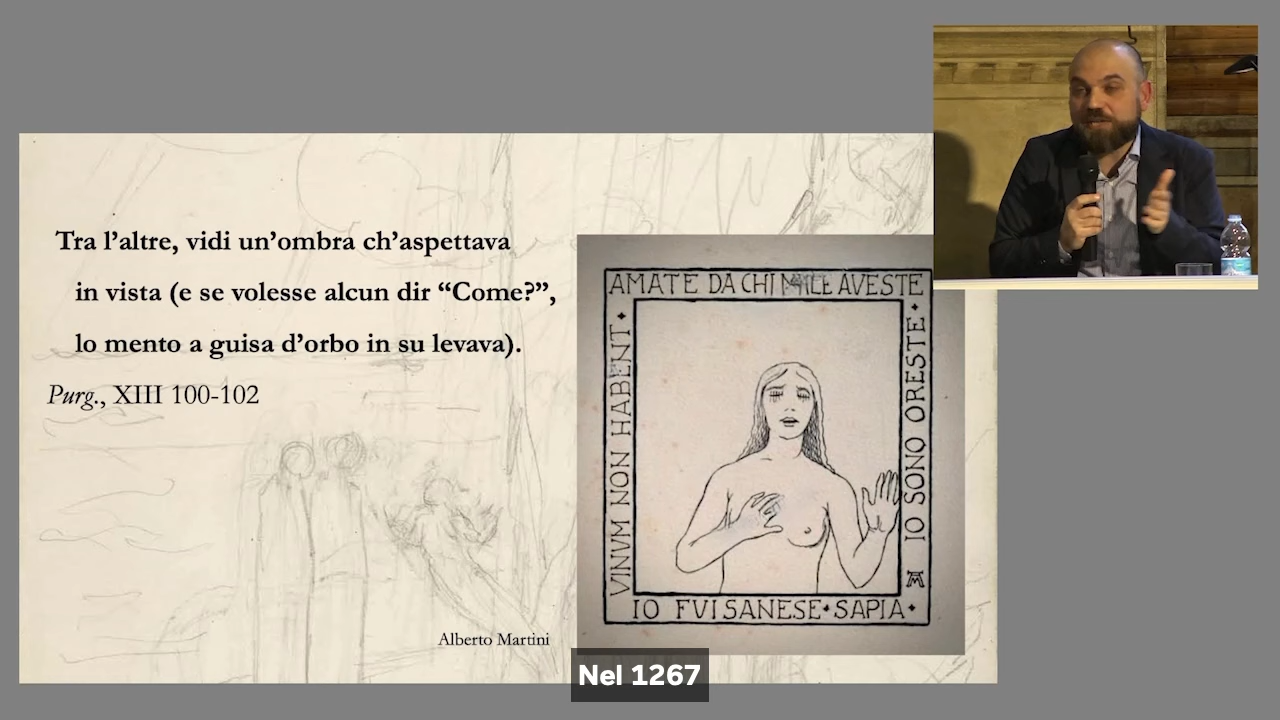 Tra l’altre, vidi un’ombra ch’aspettava
in vista (e se volesse alcun dir “Come?”,
lo mento a guisa d’orbo in su levava).
Purg., XIII 100-102
AMATE DA CHI MALE AVESTE
VINVM NON HABENT
IO SONO ORESTE
IO FVI SANESE SAPIA
Alberto Martini
Nel 1267